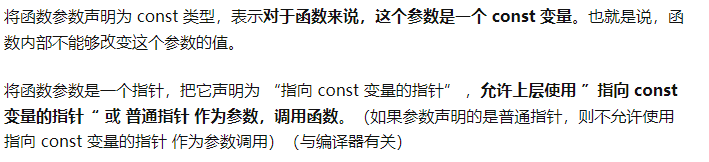 将函数参数声明为 const 类型，表示对于函数来说，这个参数是一个 const 变量。也就是说，函
数内部不能够改变这个参数的值。
将函数参数是一个指针，把它声明为 “指向 const 变量的指针” ，允许上层使用 ” 指向 const
变量的指针 “ 或 普通指针 作为参数，调用函数。（如果参数声明的是普通指针，则不允许使用
指向 const 变量的指针 作为参数调用）（与编译器有关）